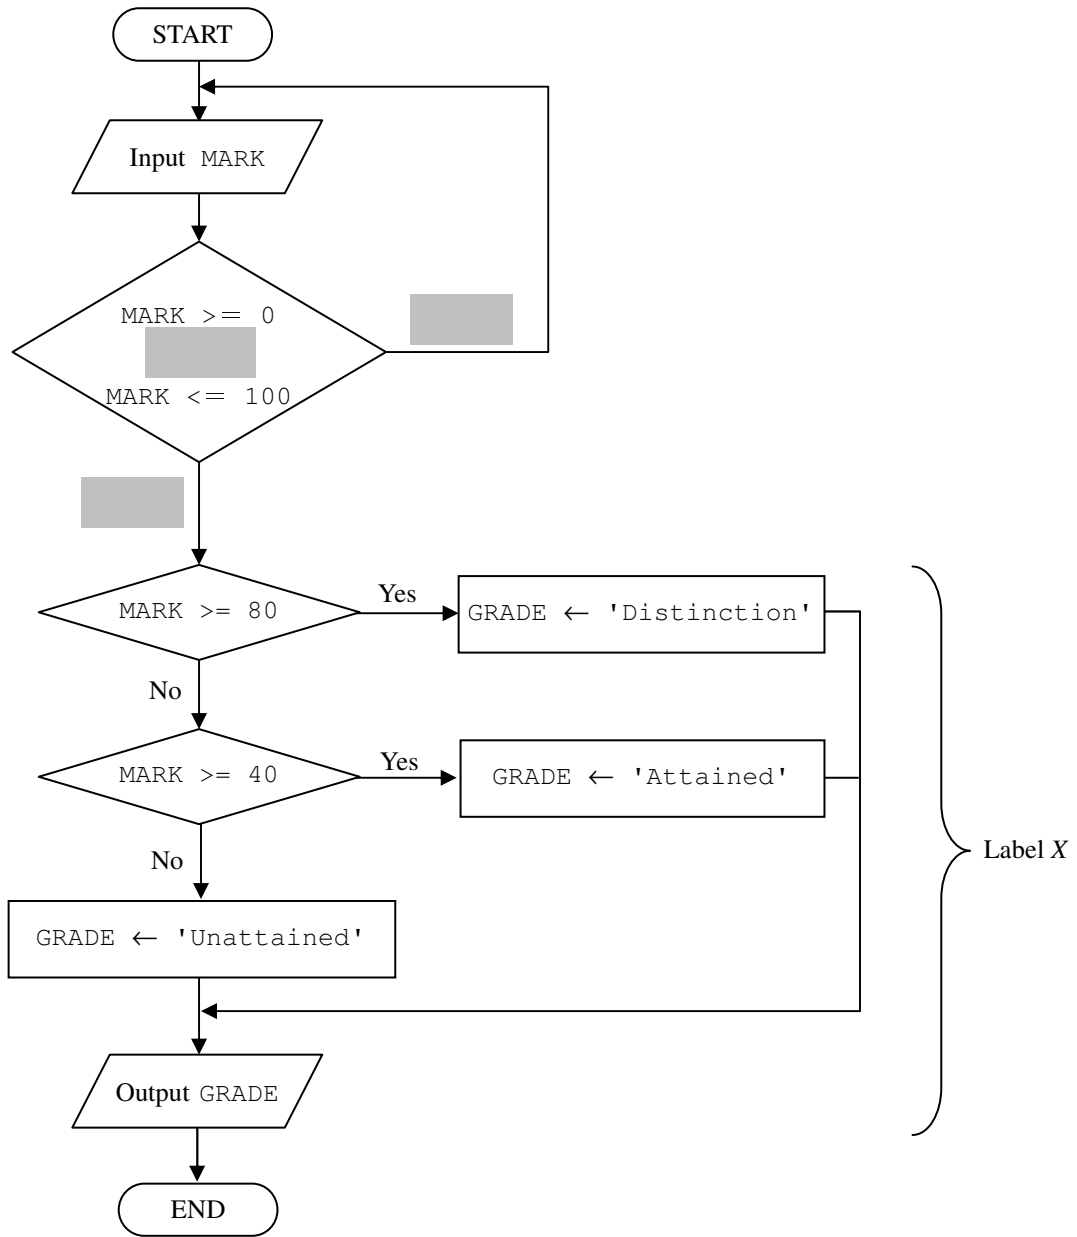 START
Input MARK
MARK >= 0
MARK <= 100
MARK >= 80
Yes
GRADE ← 'Distinction'
No
MARK >= 40
Yes
GRADE ← 'Attained'
Label X
No
GRADE ← 'Unattained'
Output GRADE
END